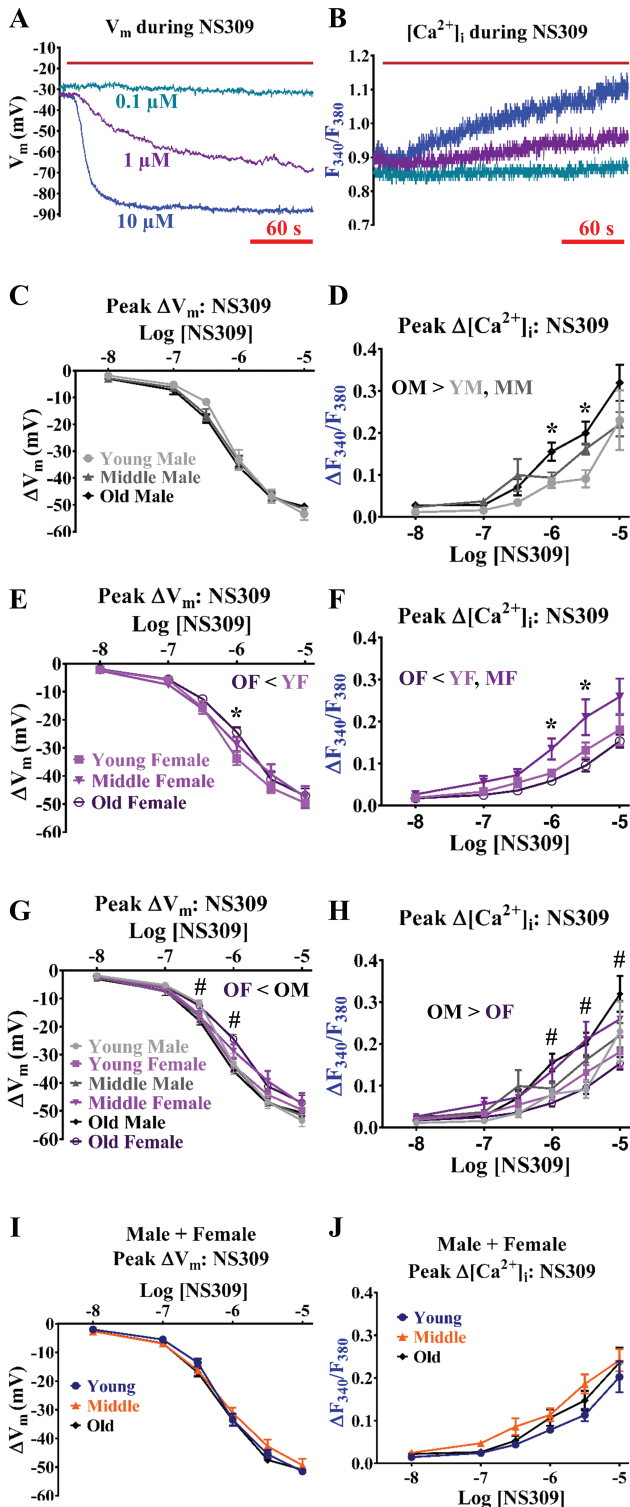 A
Vm during NS309
-10
-20
-30
-40
-50
-60
-70
-80
-90
Vm (mV)
0.1 µM
1 µM
10 µM
60 s
B
[Ca2+]i during NS309
1.2
1.1
1.0
0.9
0.8
0.7
F340/F380
60 s
C
Peak ΔVm: NS309
Log [NS309]
-8 -7 -6 -5
0
-10
-20
-30
-40
-50
-60
ΔVm (mV)
Young Male
Middle Male
Old Male
D
Peak Δ[Ca2+]i: NS309
0.4
0.3
0.2
0.1
0.0
ΔF340/F380
OM > YM, MM
* *
-8 -7 -6 -5
Log [NS309]
E
Peak ΔVm: NS309
Log [NS309]
-8 -7 -6 -5
0
-10
-20
-30
-40
-50
-60
ΔVm (mV)
OF < YF
*
Young Female
Middle Female
Old Female
F
Peak Δ[Ca2+]i: NS309
0.4
0.3
0.2
0.1
0.0
ΔF340/F380
OF < YF, MF
* *
-8 -7 -6 -5
Log [NS309]
G
Peak ΔVm: NS309
Log [NS309]
-8 -7 -6 -5
0
-10
-20
-30
-40
-50
-60
ΔVm (mV)
# #
OF < OM
Young Male
Young Female
Middle Male
Middle Female
Old Male
Old Female
H
Peak Δ[Ca2+]i: NS309
0.4
0.3
0.2
0.1
0.0
ΔF340/F380
OM > OF
# # #
-8 -7 -6 -5
Log [NS309]
I
Male + Female
Peak ΔVm: NS309
Log [NS309]
-8 -7 -6 -5
0
-10
-20
-30
-40
-50
-60
ΔVm (mV)
Young
Middle
Old
J
Male + Female
Peak Δ[Ca2+]i: NS309
0.4
0.3
0.2
0.1
0.0
ΔF340/F380
Young
Middle
Old
-8 -7 -6 -5
Log [NS309]